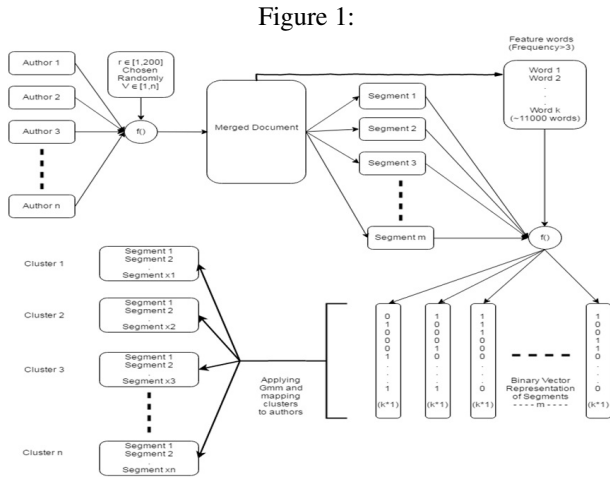 Figure 1:
Author 1
Author 2
Author 3
Author n
r ∈ [1,200]
Chosen
Randomly
V ∈ [1,n]
f()
Merged Document
Segment 1
Segment 2
Segment 3
Segment m
Feature words
(Frequency>3)
Word 1
Word 2
.
.
.
Word k
(~11000 words)
f()
Cluster 1
Segment 1
Segment 2
.
Segment x1
Cluster 2
Segment 1
Segment 2
.
Segment x2
Cluster 3
Segment 1
Segment 2
.
Segment x3
Cluster n
Segment 1
Segment 2
.
Segment xn
Applying
Gmm and
mapping
clusters
to authors
0
1
0
0
1
.
.
1
(k*1)
1
0
0
0
1
0
.
.
1
(k*1)
1
1
1
0
0
0
.
.
0
(k*1)
Binary Vector
Representation
of Segments
---- m ----
1
0
0
1
1
0
.
.
0
(k*1)